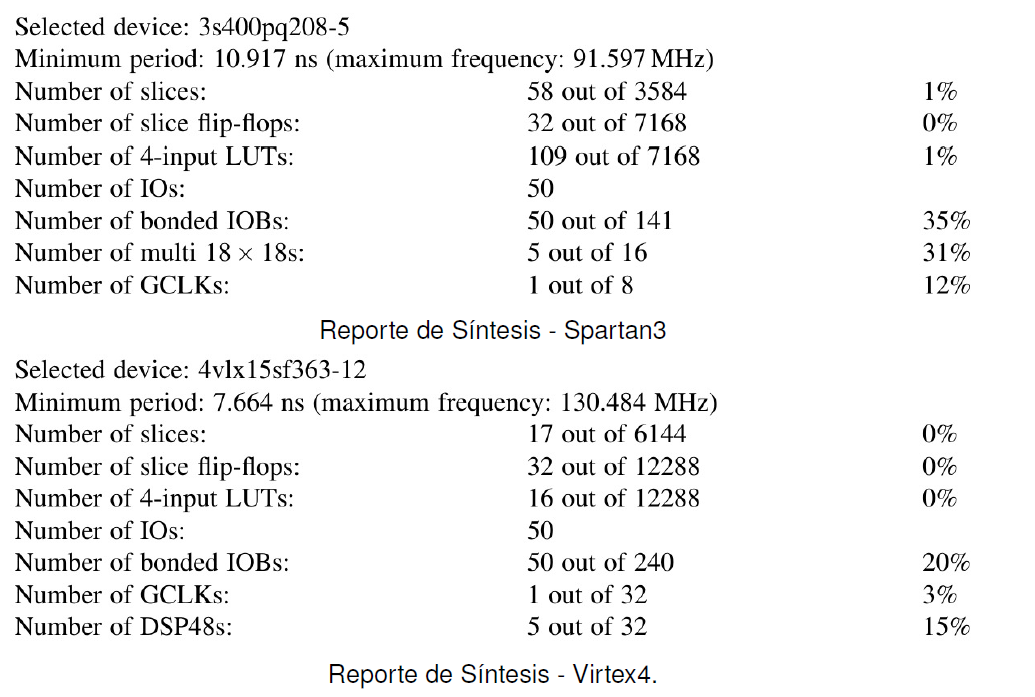 Selected device: 3s400pq208-5
Minimum period: 10.917 ns (maximum frequency: 91.597 MHz)
Number of slices: 58 out of 3584 1%
Number of slice flip-flops: 32 out of 7168 0%
Number of 4-input LUTs: 109 out of 7168 1%
Number of IOs: 50
Number of bonded IOBs: 50 out of 141 35%
Number of multi 18 × 18s: 5 out of 16 31%
Number of GCLKs: 1 out of 8 12%
Reporte de Síntesis - Spartan3
Selected device: 4vlx15sf363-12
Minimum period: 7.664 ns (maximum frequency: 130.484 MHz)
Number of slices: 17 out of 6144 0%
Number of slice flip-flops: 32 out of 12288 0%
Number of 4-input LUTs: 16 out of 12288 0%
Number of IOs: 50
Number of bonded IOBs: 50 out of 240 20%
Number of GCLKs: 1 out of 32 3%
Number of DSP48s: 5 out of 32 15%
Reporte de Síntesis - Virtex4.